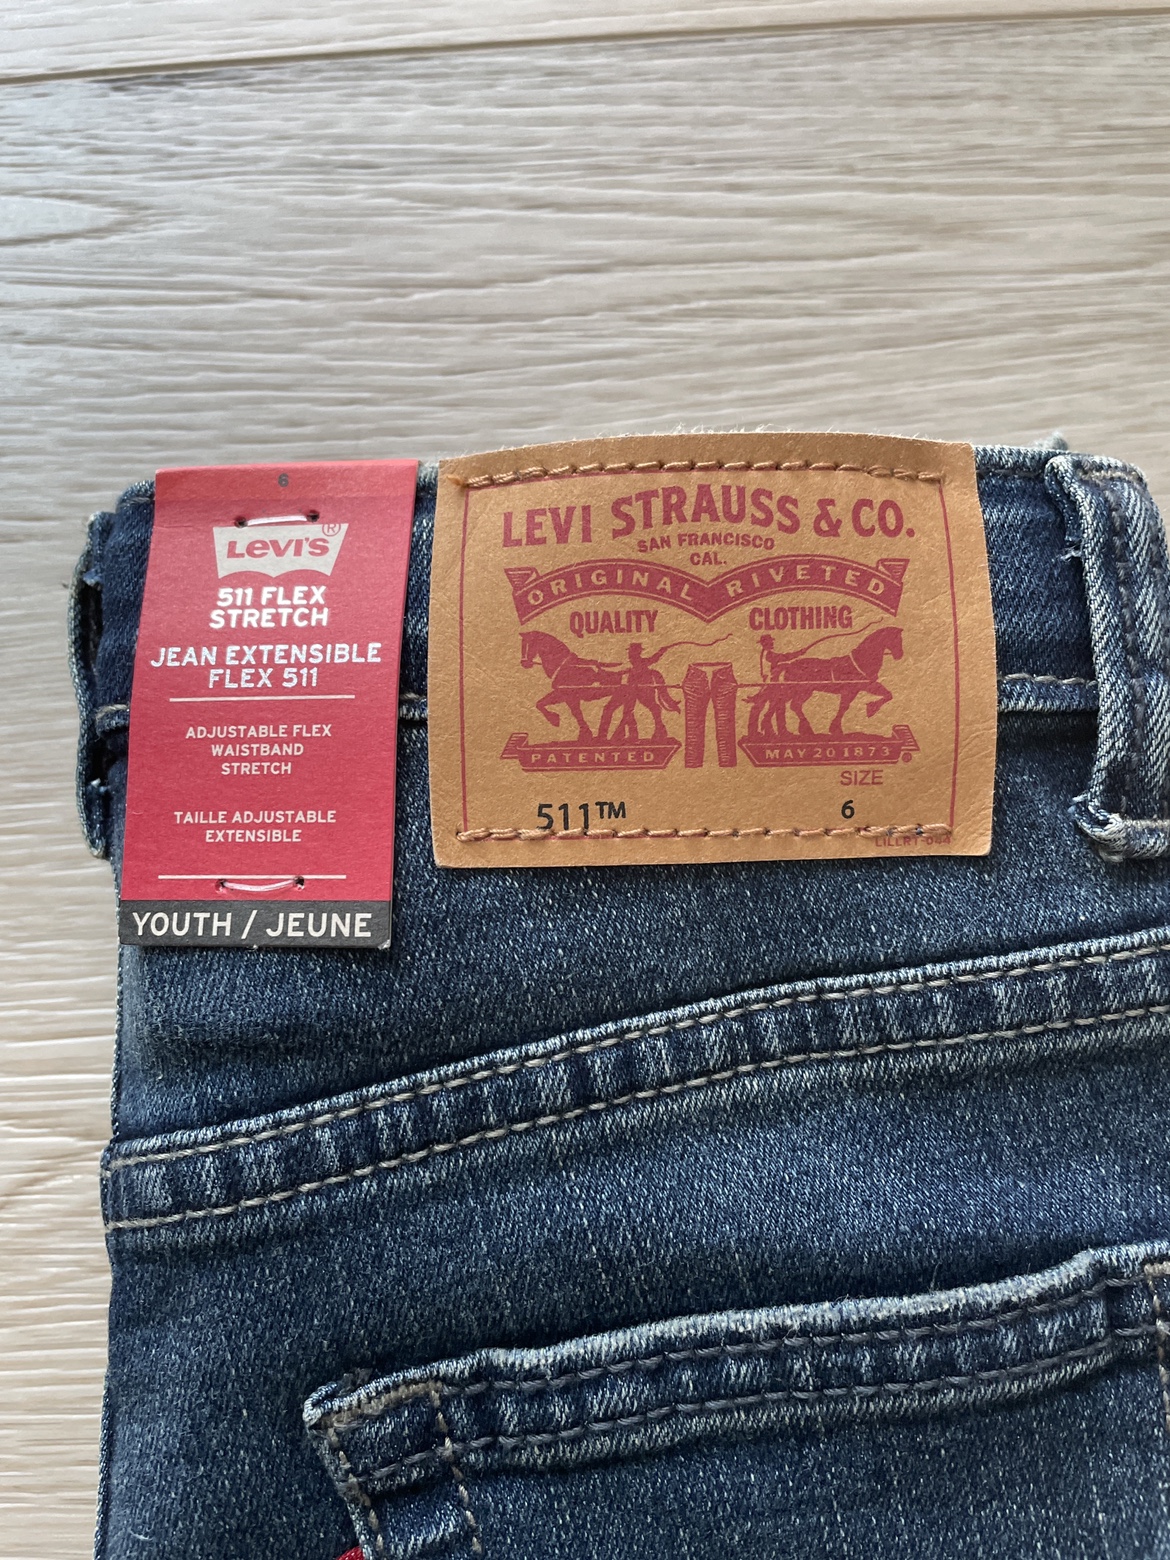 6
LEVI'S®
511 FLEX
STRETCH
JEAN EXTENSIBLE
FLEX 511
ADJUSTABLE FLEX
WAISTBAND
STRETCH
TAILLE ADJUSTABLE
EXTENSIBLE
YOUTH / JEUNE
LEVI STRAUSS & CO.
SAN FRANCISCO
CAL.
ORIGINAL RIVETED
QUALITY CLOTHING
PATENTED MAY 20 1873
SIZE
511™ 6